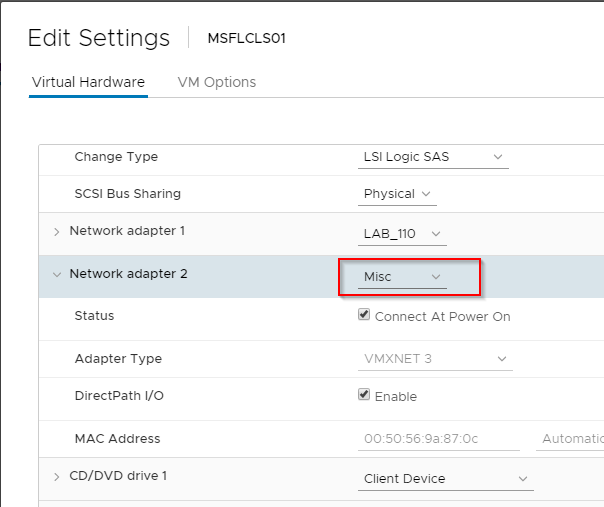 Edit Settings MSFLCLS01
Virtual Hardware VM Options
Change Type LSI Logic SAS
SCSI Bus Sharing Physical
Network adapter 1 LAB_110
Network adapter 2 Misc
Status Connect At Power On
Adapter Type VMXNET 3
DirectPath I/O Enable
MAC Address 00:50:56:9a:87:0c Automatic
CD/DVD drive 1 Client Device